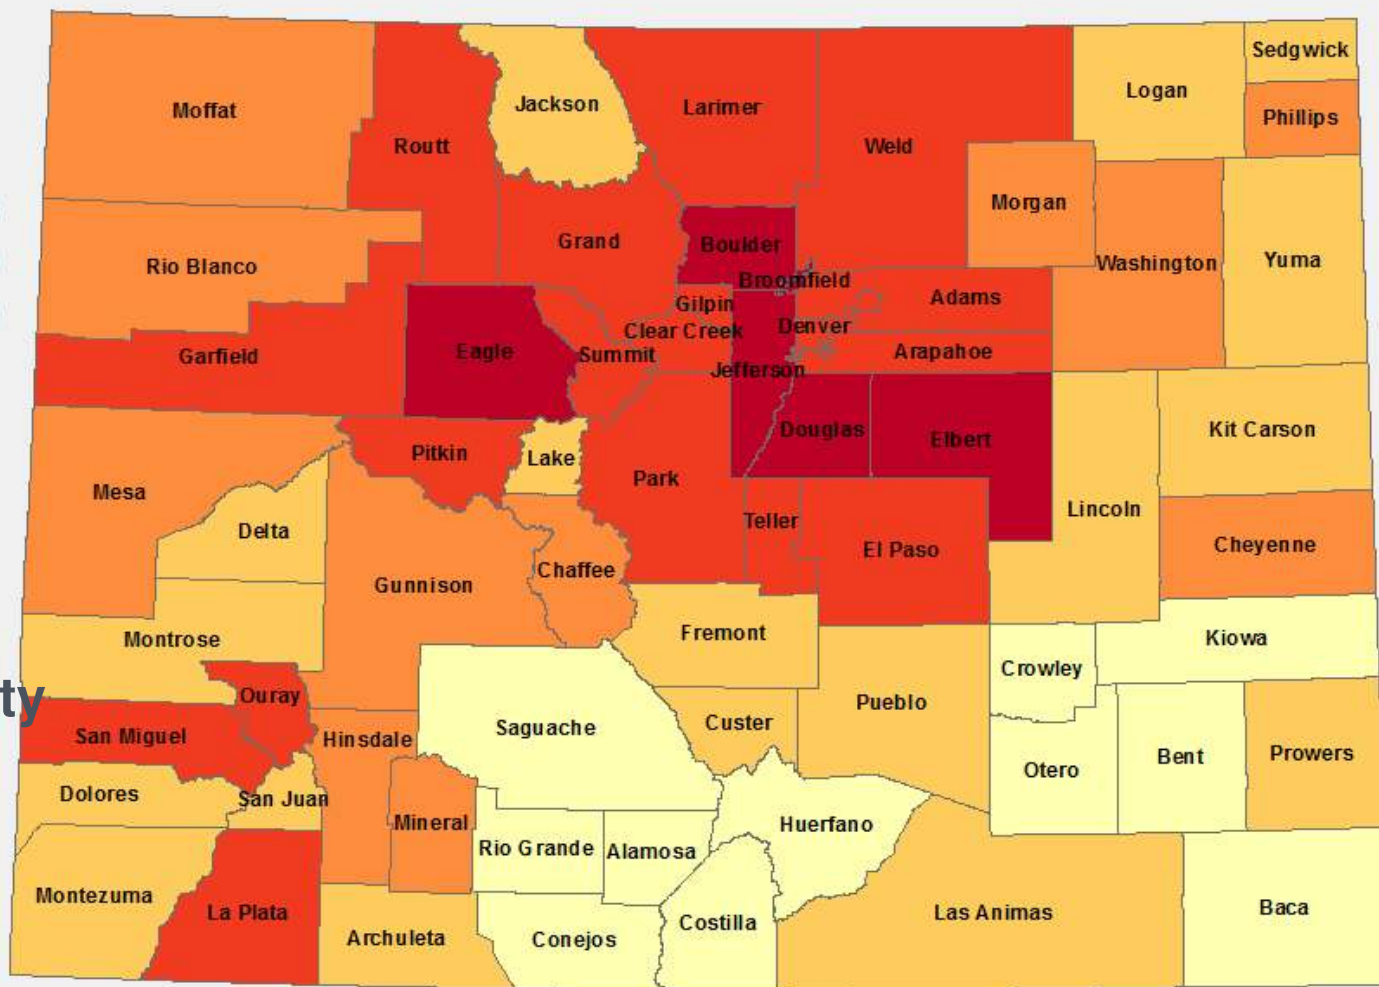 Sedgwick
Logan
Jackson
Larimer
Moffat
Phillips
Routt
Weld
Morgan
Grand
Boulder
Yuma
Washington
Rio Blanco
Broomfield
Adams
Gilpin
Denver
Clear Creek
Eagle
Arapahoe
Summit
Garfield
Jefferson
Douglas
Kit Carson
Elbert
Pitkin
Lake
Park
Mesa
Lincoln
Teller
Delta
Cheyenne
El Paso
Chaffee
Gunnison
Fremont
Kiowa
Montrose
Crowley
Ouray
ty
Pueblo
Custer
Saguache
San Miguel
Hinsdale
Prowers
Bent
Otero
Dolores
San Juan
Mineral
Huerfano
Rio Grande
Alamosa
Montezuma
Baca
La Plata
Las Animas
Costilla
Archuleta
Conejos